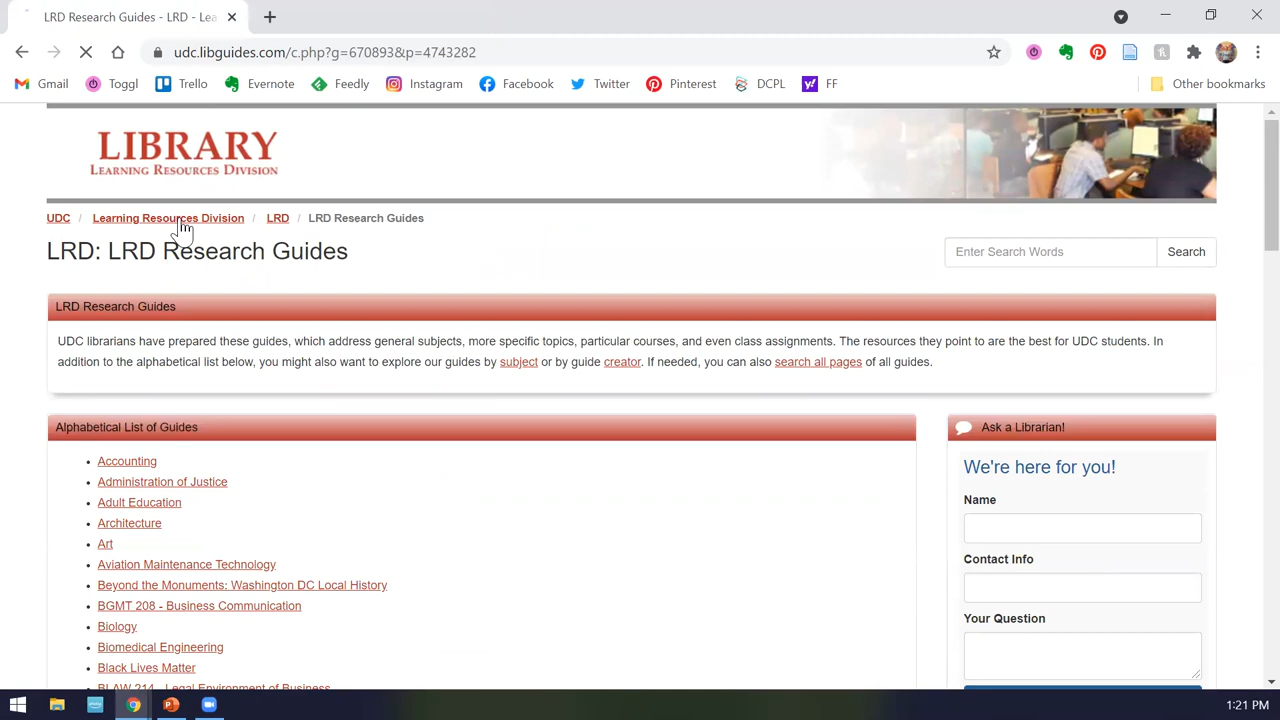 LRD Research Guides - LRD - Lea
udc.libguides.com/c.php?g=670893&p=4743282
Gmail Toggl Trello Evernote Feedly Instagram Facebook Twitter Pinterest DCPL FF Other bookmarks
LIBRARY
LEARNING RESOURCES DIVISION
UDC / Learning Resources Division / LRD / LRD Research Guides
LRD: LRD Research Guides
Enter Search Words Search
LRD Research Guides
UDC librarians have prepared these guides, which address general subjects, more specific topics, particular courses, and even class assignments. The resources they point to are the best for UDC students. In
addition to the alphabetical list below, you might also want to explore our guides by subject or by guide creator. If needed, you can also search all pages of all guides.
Alphabetical List of Guides
Ask a Librarian!
Accounting
Administration of Justice
Adult Education
Architecture
Art
Aviation Maintenance Technology
Beyond the Monuments: Washington DC Local History
BGMT 208 - Business Communication
Biology
Biomedical Engineering
Black Lives Matter
BLAW 214 - Legal Environment of Business
We're here for you!
Name
Contact Info
Your Question
prime
1:21 PM